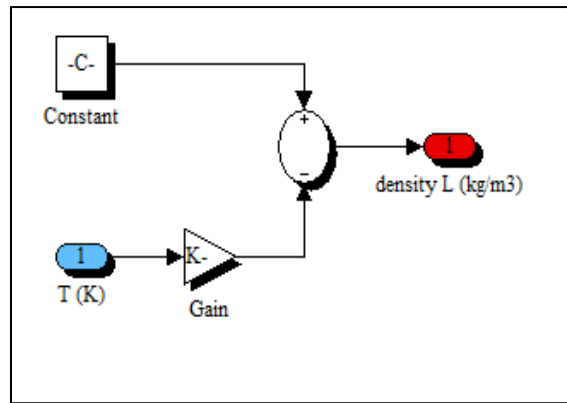 -C-
Constant
+
−
1
density L (kg/m3)
1
T (K)
K-
Gain